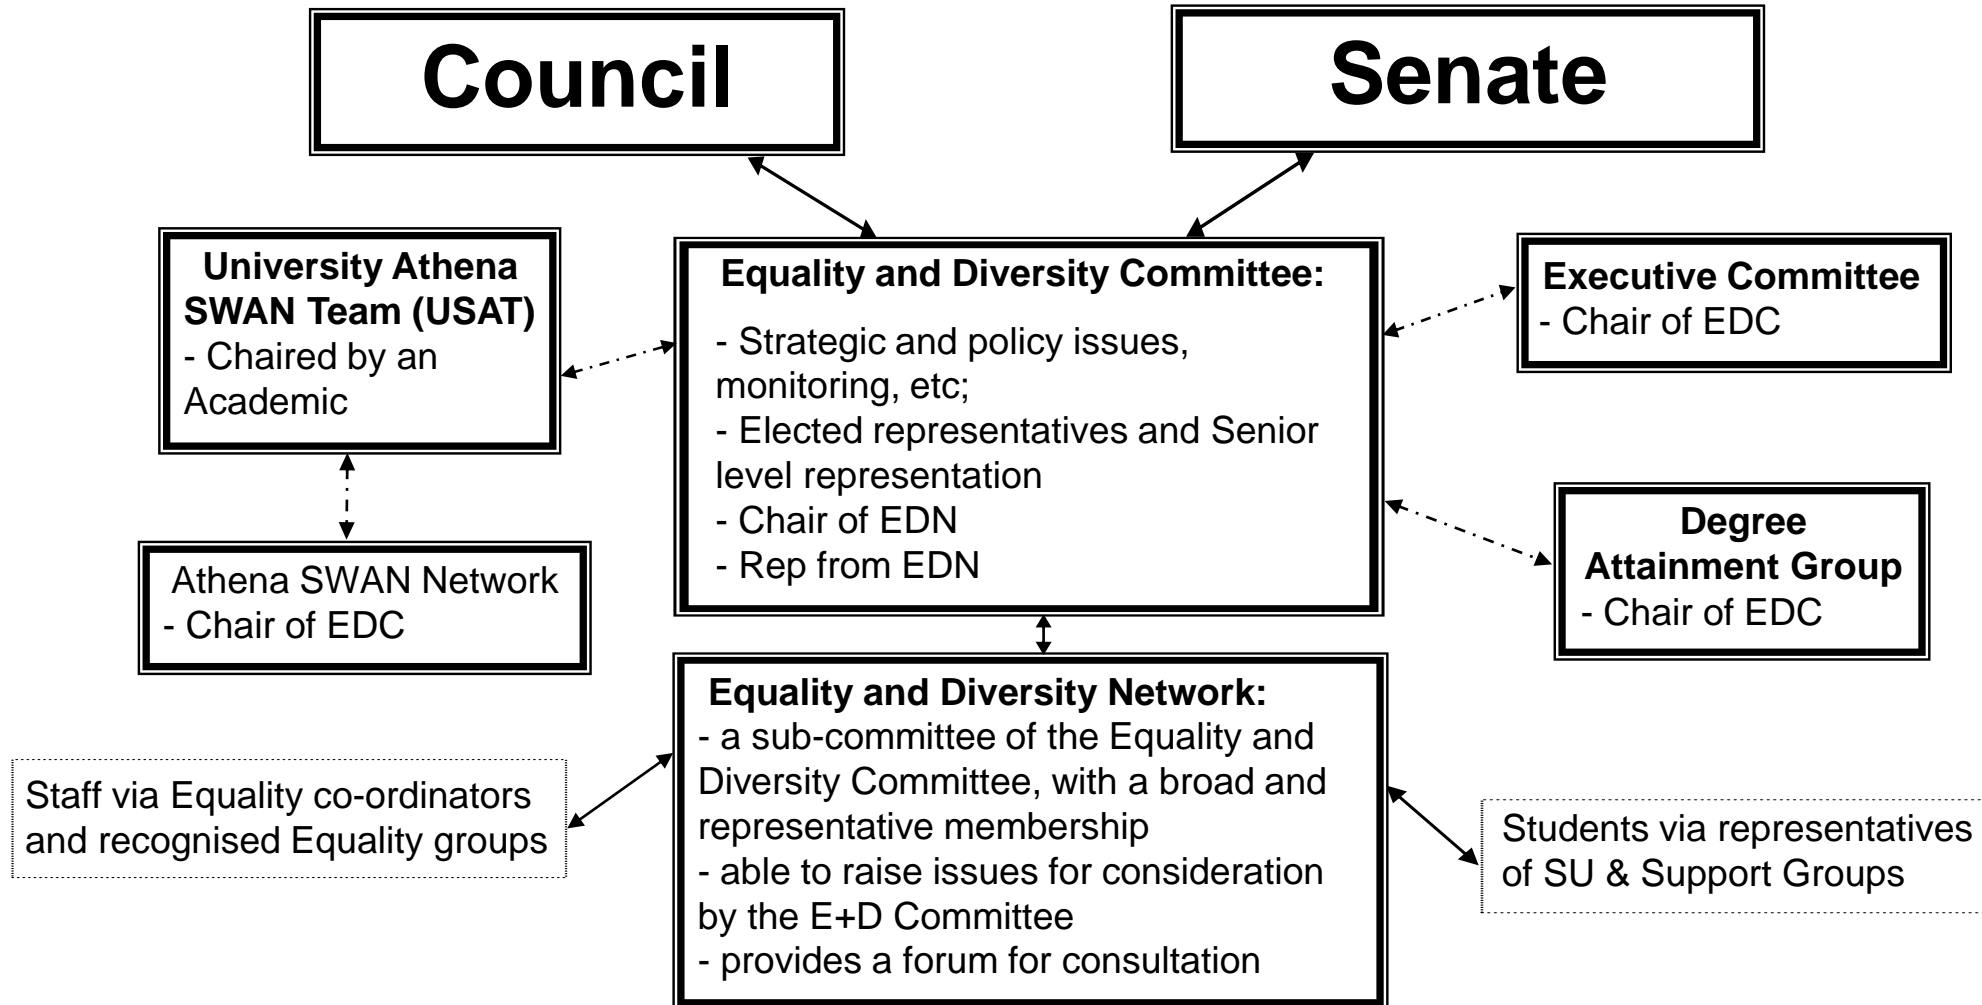 Council
Senate
University Athena
SWAN Team (USAT)
- Chaired by an
Academic
Equality and Diversity Committee:
- Strategic and policy issues,
monitoring, etc;
- Elected representatives and Senior
level representation
- Chair of EDN
- Rep from EDN
Executive Committee
- Chair of EDC
Degree
Attainment Group
- Chair of EDC
Athena SWAN Network
- Chair of EDC
Equality and Diversity Network:
- a sub-committee of the Equality and
Diversity Committee, with a broad and
representative membership
- able to raise issues for consideration
by the E+D Committee
- provides a forum for consultation
Staff via Equality co-ordinators
and recognised Equality groups
Students via representatives
of SU & Support Groups